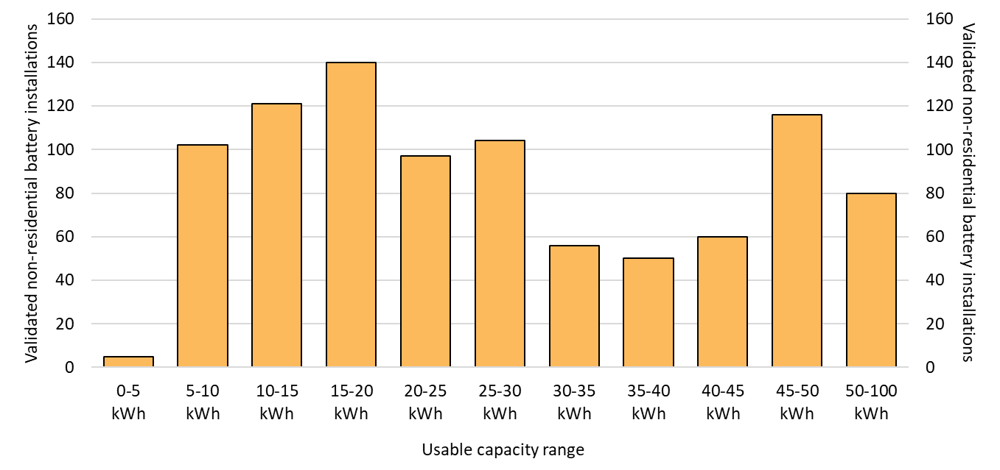 Validated non-residential battery installations
160
140
120
100
80
60
40
20
0
160
140
120
100
80
60
40
20
0
Validated non-residential battery installations
0-5 kWh
5-10 kWh
10-15 kWh
15-20 kWh
20-25 kWh
25-30 kWh
30-35 kWh
35-40 kWh
40-45 kWh
45-50 kWh
50-100 kWh
Usable capacity range